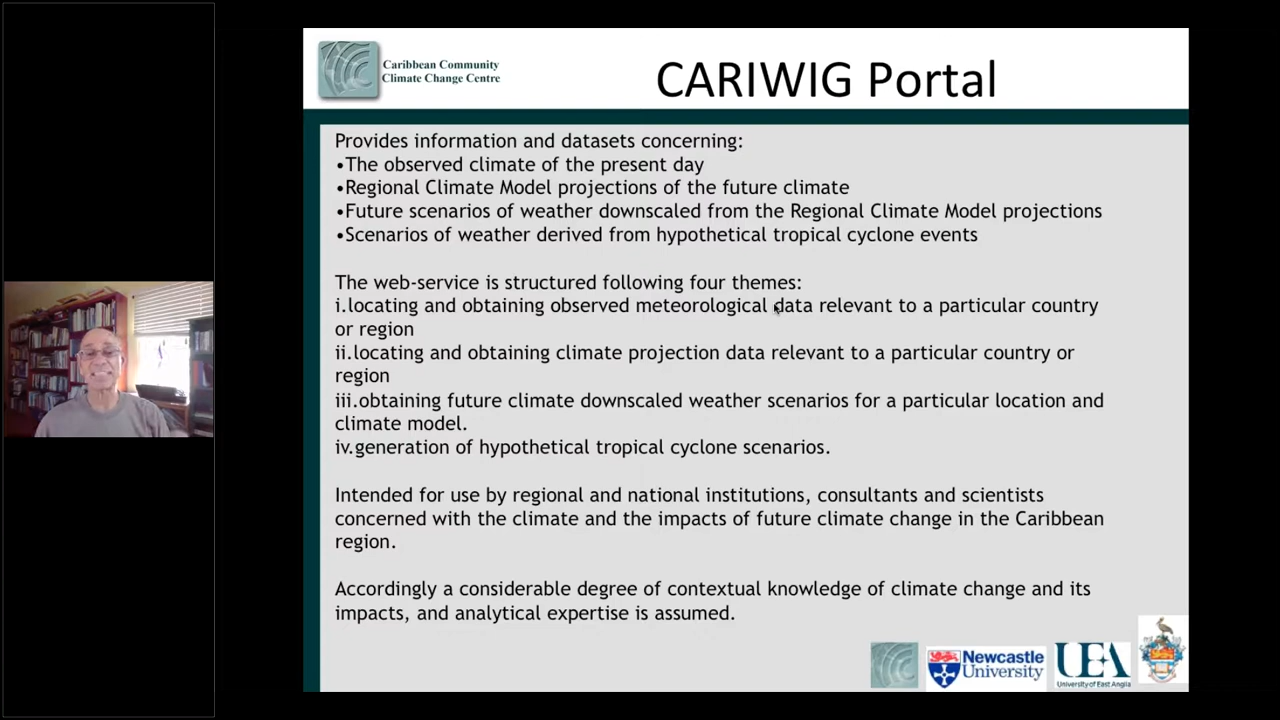 Caribbean Community
Climate Change Centre
CARIWIG Portal
Provides information and datasets concerning:
•The observed climate of the present day
•Regional Climate Model projections of the future climate
•Future scenarios of weather downscaled from the Regional Climate Model projections
•Scenarios of weather derived from hypothetical tropical cyclone events
The web-service is structured following four themes:
i.locating and obtaining observed meteorological data relevant to a particular country
or region
ii.locating and obtaining climate projection data relevant to a particular country or
region
iii.obtaining future climate downscaled weather scenarios for a particular location and
climate model.
iv.generation of hypothetical tropical cyclone scenarios.
Intended for use by regional and national institutions, consultants and scientists
concerned with the climate and the impacts of future climate change in the Caribbean
region.
Accordingly a considerable degree of contextual knowledge of climate change and its
impacts, and analytical expertise is assumed.
Newcastle
University
UEA
University of East Anglia